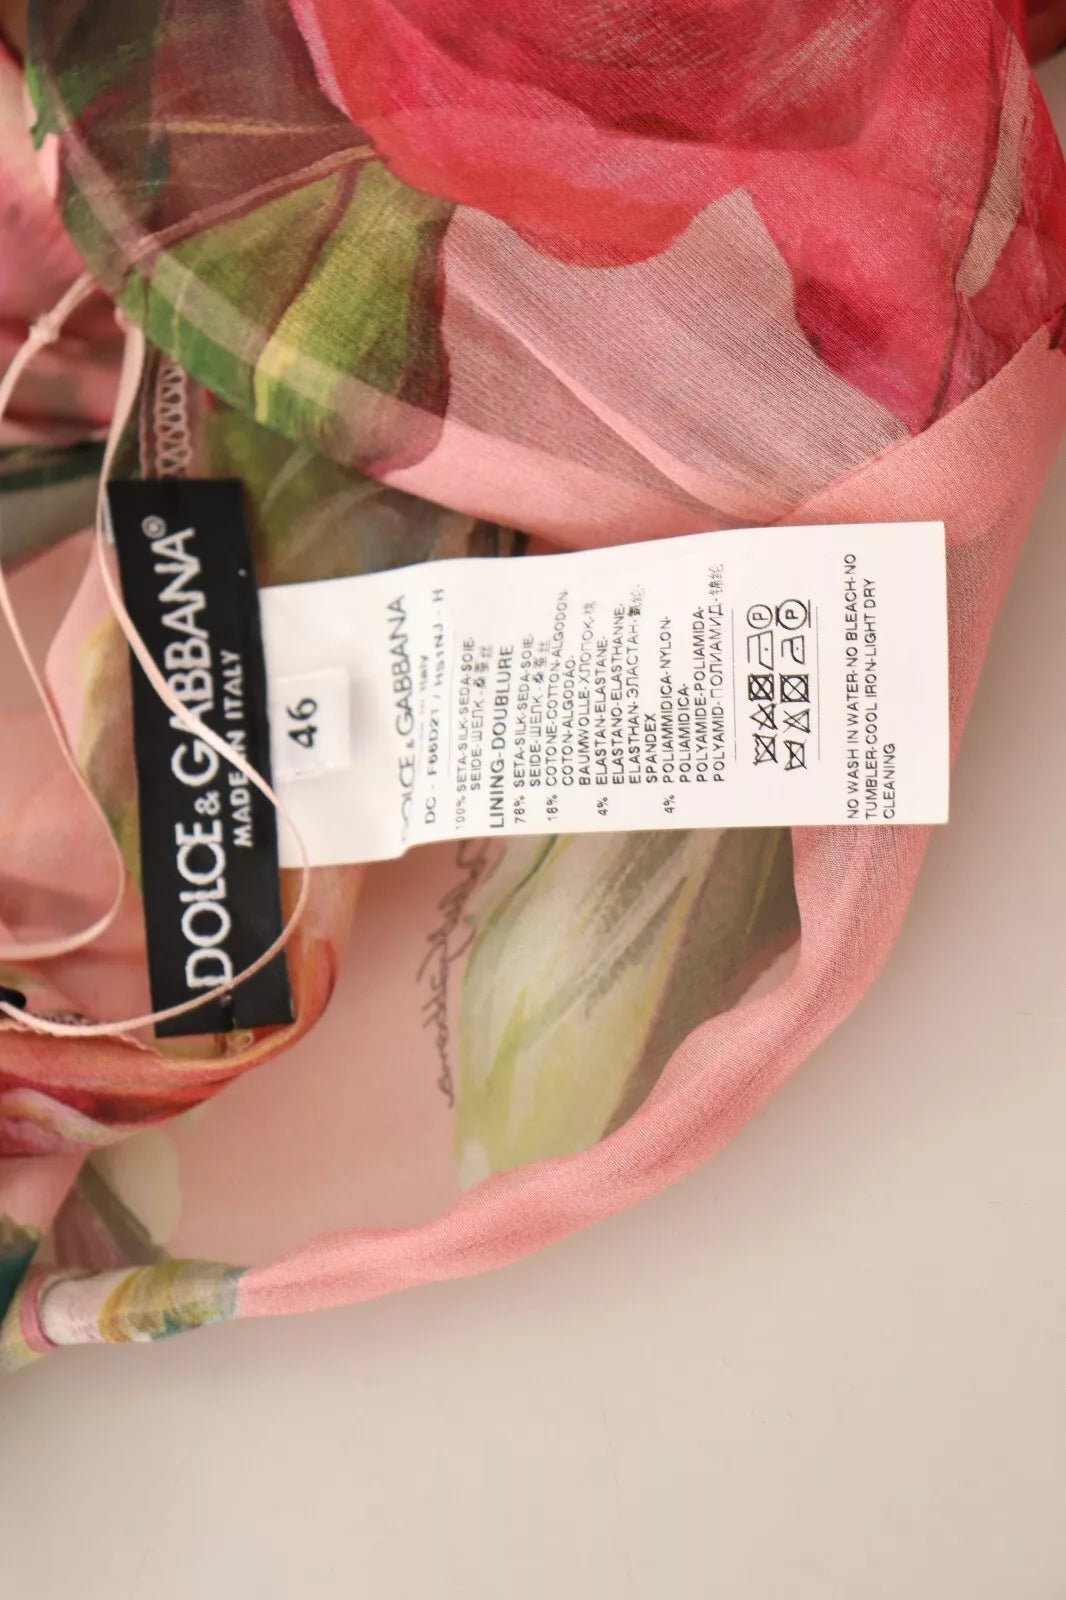 DOLCE & GABBANA®
MADE IN ITALY
46
DOLCE & GABBANA
DC - F66D2T / HS1NJ - H
100% SETA-SILK-SEDA-SOIE-
SEIDE-ШЕЛК-桑蚕丝
LINING-DOUBLURE
78% SETA-SILK-SEDA-SOIE-
SEIDE-ШЕЛК-桑蚕丝
18% COTONE-COTTON-ALGODON-
COTON-ALGODÃO-
BAUMWOLLE-ХЛОПОК-棉
4% ELASTAN-ELASTANE-
ELASTANO-ELASTHANNE-
ELASTHAN-ЭЛАСТАН-氨纶-
SPANDEX
4% POLIAMMIDICA-NYLON-
POLIAMIDICA-
POLYAMIDE-POLIAMIDA-
POLYAMID-ПОЛИАМИД-锦纶
P
P
NO WASH IN WATER-NO BLEACH-NO
TUMBLER-COOL IRON-LIGHT DRY
CLEANING